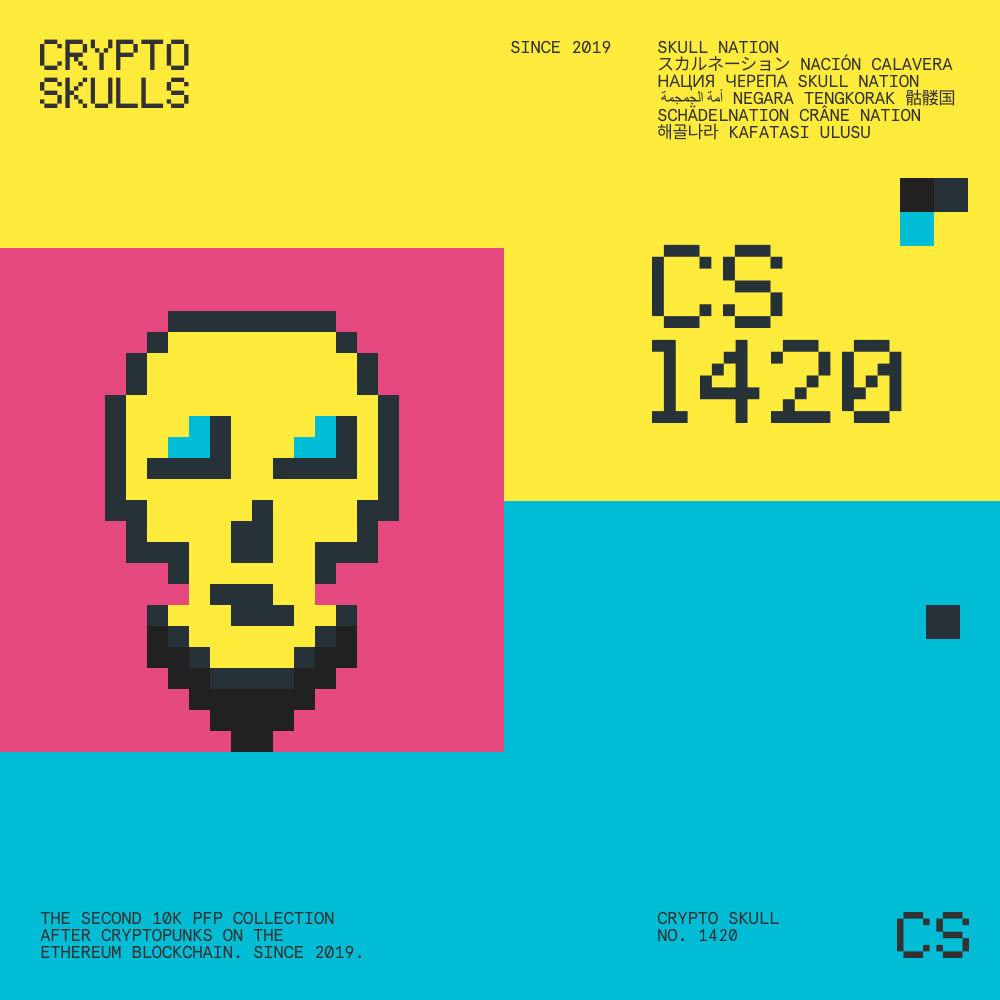 CRYPTO
SKULLS
SINCE 2019
SKULL NATION
スカルネーション NACIÓN CALAVERA
НАЦИЯ ЧЕРЕПА SKULL NATION
أمة الجمجمة NEGARA TENGKORAK 骷髅国
SCHÄDELNATION CRÂNE NATION
해골나라 KAFATASI ULUSU
CS
1420
THE SECOND 10K PFP COLLECTION
AFTER CRYPTOPUNKS ON THE
ETHEREUM BLOCKCHAIN. SINCE 2019.
CRYPTO SKULL
NO. 1420
CS